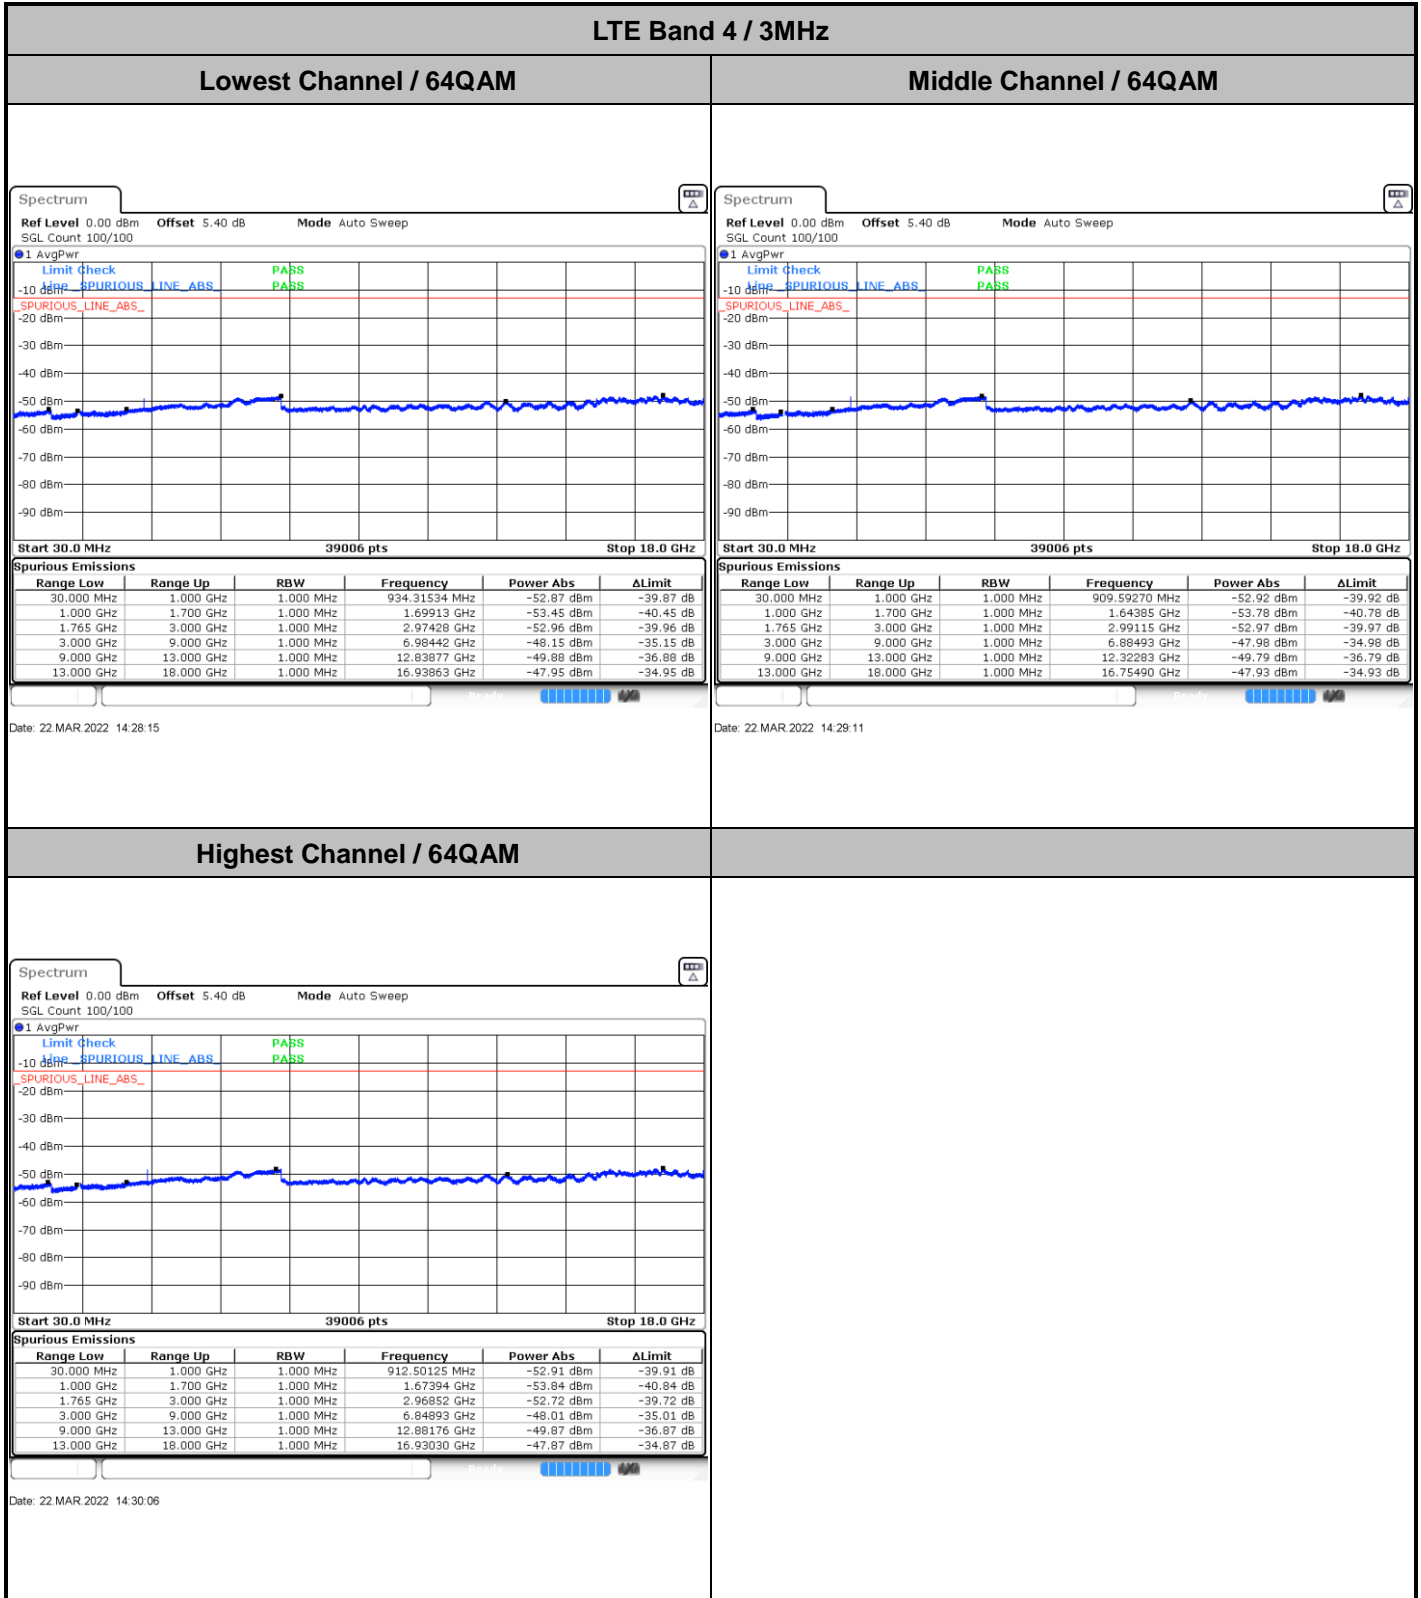 LTE Band 4 / 3MHz
Lowest Channel / 64QAM
Middle Channel / 64QAM
Spectrum
Ref Level 0.00 dBm Offset 5.40 dB Mode Auto Sweep
SGL Count 100/100
1 AvgPwr
Limit Check PASS
Line _SPURIOUS_LINE_ABS_ PASS
-10 dBm
_SPURIOUS_LINE_ABS_
-20 dBm
-30 dBm
-40 dBm
-50 dBm
-60 dBm
-70 dBm
-80 dBm
-90 dBm
Start 30.0 MHz 39006 pts Stop 18.0 GHz
Spurious Emissions
Range Low Range Up RBW Frequency Power Abs ΔLimit
30.000 MHz 1.000 GHz 1.000 MHz 934.31534 MHz -52.87 dBm -39.87 dB
1.000 GHz 1.700 GHz 1.000 MHz 1.69913 GHz -53.45 dBm -40.45 dB
1.765 GHz 3.000 GHz 1.000 MHz 2.97428 GHz -52.96 dBm -39.96 dB
3.000 GHz 9.000 GHz 1.000 MHz 6.98442 GHz -48.15 dBm -35.15 dB
9.000 GHz 13.000 GHz 1.000 MHz 12.83877 GHz -49.88 dBm -36.88 dB
13.000 GHz 18.000 GHz 1.000 MHz 16.93863 GHz -47.95 dBm -34.95 dB
Ready
Date: 22.MAR.2022 14:28:15
Spectrum
Ref Level 0.00 dBm Offset 5.40 dB Mode Auto Sweep
SGL Count 100/100
1 AvgPwr
Limit Check PASS
Line _SPURIOUS_LINE_ABS_ PASS
-10 dBm
_SPURIOUS_LINE_ABS_
-20 dBm
-30 dBm
-40 dBm
-50 dBm
-60 dBm
-70 dBm
-80 dBm
-90 dBm
Start 30.0 MHz 39006 pts Stop 18.0 GHz
Spurious Emissions
Range Low Range Up RBW Frequency Power Abs ΔLimit
30.000 MHz 1.000 GHz 1.000 MHz 909.59270 MHz -52.92 dBm -39.92 dB
1.000 GHz 1.700 GHz 1.000 MHz 1.64385 GHz -53.78 dBm -40.78 dB
1.765 GHz 3.000 GHz 1.000 MHz 2.99115 GHz -52.97 dBm -39.97 dB
3.000 GHz 9.000 GHz 1.000 MHz 6.88493 GHz -47.98 dBm -34.98 dB
9.000 GHz 13.000 GHz 1.000 MHz 12.32283 GHz -49.79 dBm -36.79 dB
13.000 GHz 18.000 GHz 1.000 MHz 16.75490 GHz -47.93 dBm -34.93 dB
Ready
Date: 22.MAR.2022 14:29:11
Highest Channel / 64QAM
Spectrum
Ref Level 0.00 dBm Offset 5.40 dB Mode Auto Sweep
SGL Count 100/100
1 AvgPwr
Limit Check PASS
Line _SPURIOUS_LINE_ABS_ PASS
-10 dBm
_SPURIOUS_LINE_ABS_
-20 dBm
-30 dBm
-40 dBm
-50 dBm
-60 dBm
-70 dBm
-80 dBm
-90 dBm
Start 30.0 MHz 39006 pts Stop 18.0 GHz
Spurious Emissions
Range Low Range Up RBW Frequency Power Abs ΔLimit
30.000 MHz 1.000 GHz 1.000 MHz 912.50125 MHz -52.91 dBm -39.91 dB
1.000 GHz 1.700 GHz 1.000 MHz 1.67394 GHz -53.84 dBm -40.84 dB
1.765 GHz 3.000 GHz 1.000 MHz 2.96852 GHz -52.72 dBm -39.72 dB
3.000 GHz 9.000 GHz 1.000 MHz 6.84893 GHz -48.01 dBm -35.01 dB
9.000 GHz 13.000 GHz 1.000 MHz 12.88176 GHz -49.87 dBm -36.87 dB
13.000 GHz 18.000 GHz 1.000 MHz 16.93030 GHz -47.87 dBm -34.87 dB
Ready
Date: 22.MAR.2022 14:30:06